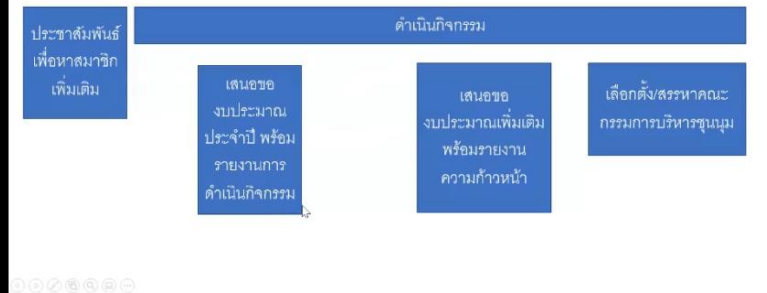 ประชาสัมพันธ์
เพื่อหาสมาชิก
เพิ่มเติม
ดำเนินกิจกรรม
เสนอขอ
งบประมาณ
ประจำปี พร้อม
รายงานการ
ดำเนินกิจกรรม
เสนอขอ
งบประมาณเพิ่มเติม
พร้อมรายงาน
ความก้าวหน้า
เลือกตั้ง/สรรหาคณะ
กรรมการบริหารชุนนุม